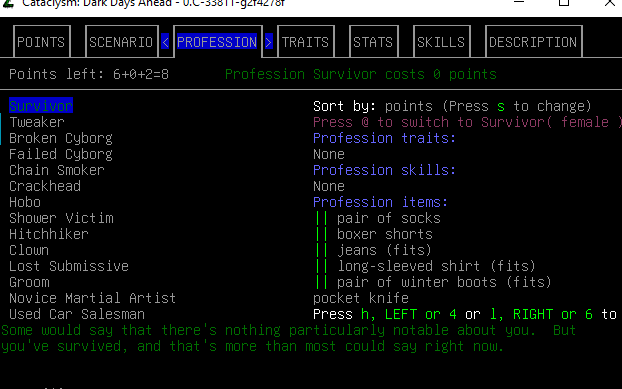 Cataclysm: Dark Days Ahead - 0.C-33811-g2f4278f
POINTS SCENARIO < PROFESSION > TRAITS STATS SKILLS DESCRIPTION
Points left: 6+0+2=8 Profession Survivor costs 0 points
Survivor Sort by: points (Press s to change)
Tweaker Press @ to switch to Survivor( female )
Broken Cyborg Profession traits:
Failed Cyborg None
Chain Smoker Profession skills:
Crackhead None
Hobo Profession items:
Shower Victim || pair of socks
Hitchhiker || boxer shorts
Clown || jeans (fits)
Lost Submissive || long-sleeved shirt (fits)
Groom || pair of winter boots (fits)
Novice Martial Artist pocket knife
Used Car Salesman Press h, LEFT or 4 or l, RIGHT or 6 to
Some would say that there's nothing particularly notable about you. But
you've survived, and that's more than most could say right now.